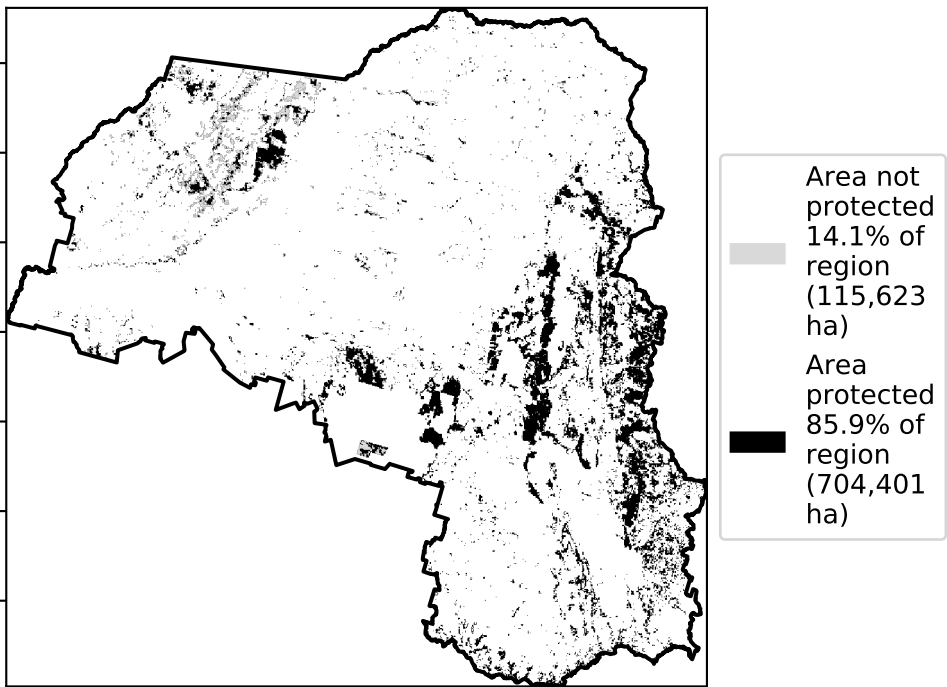 Area not
protected
14.1% of
region
(115,623
ha)
Area
protected
85.9% of
region
(704,401
ha)